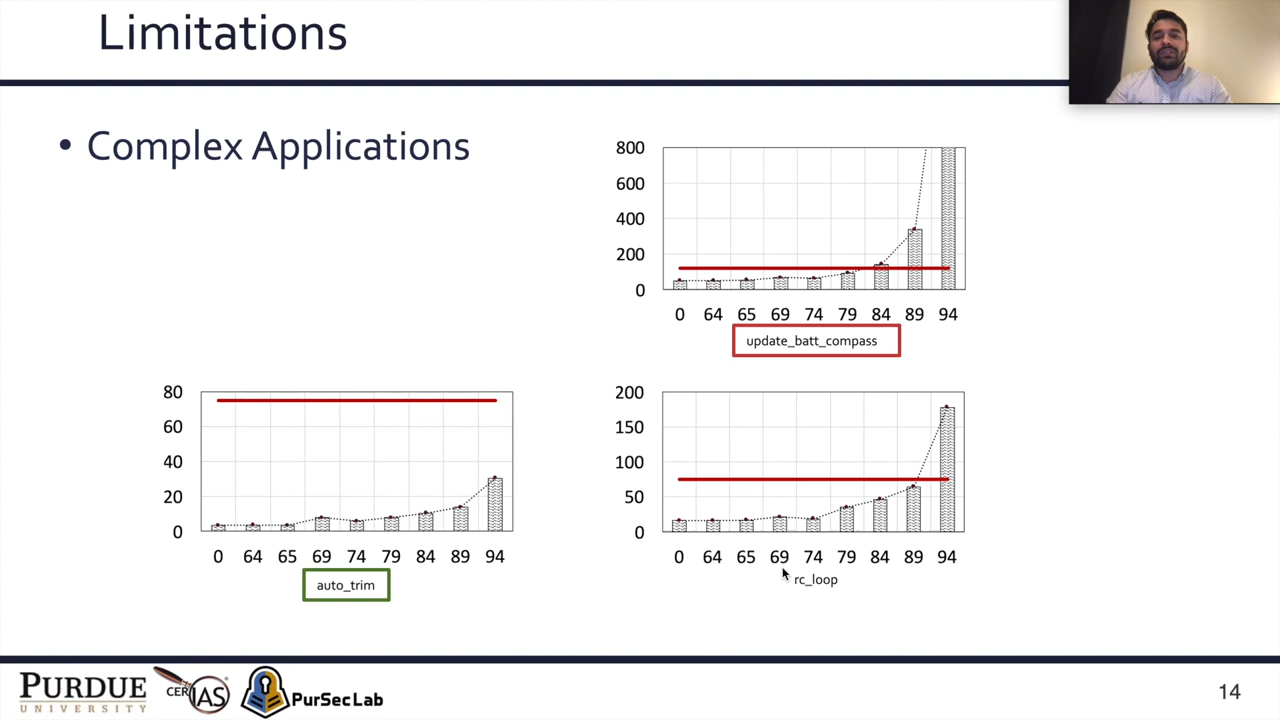 Limitations
• Complex Applications
800
600
400
200
0
0 64 65 69 74 79 84 89 94
update_batt_compass
80
60
40
20
0
0 64 65 69 74 79 84 89 94
auto_trim
200
150
100
50
0
0 64 65 69 74 79 84 89 94
rc_loop
PURDUE
UNIVERSITY
CERIAS
PurSecLab
14